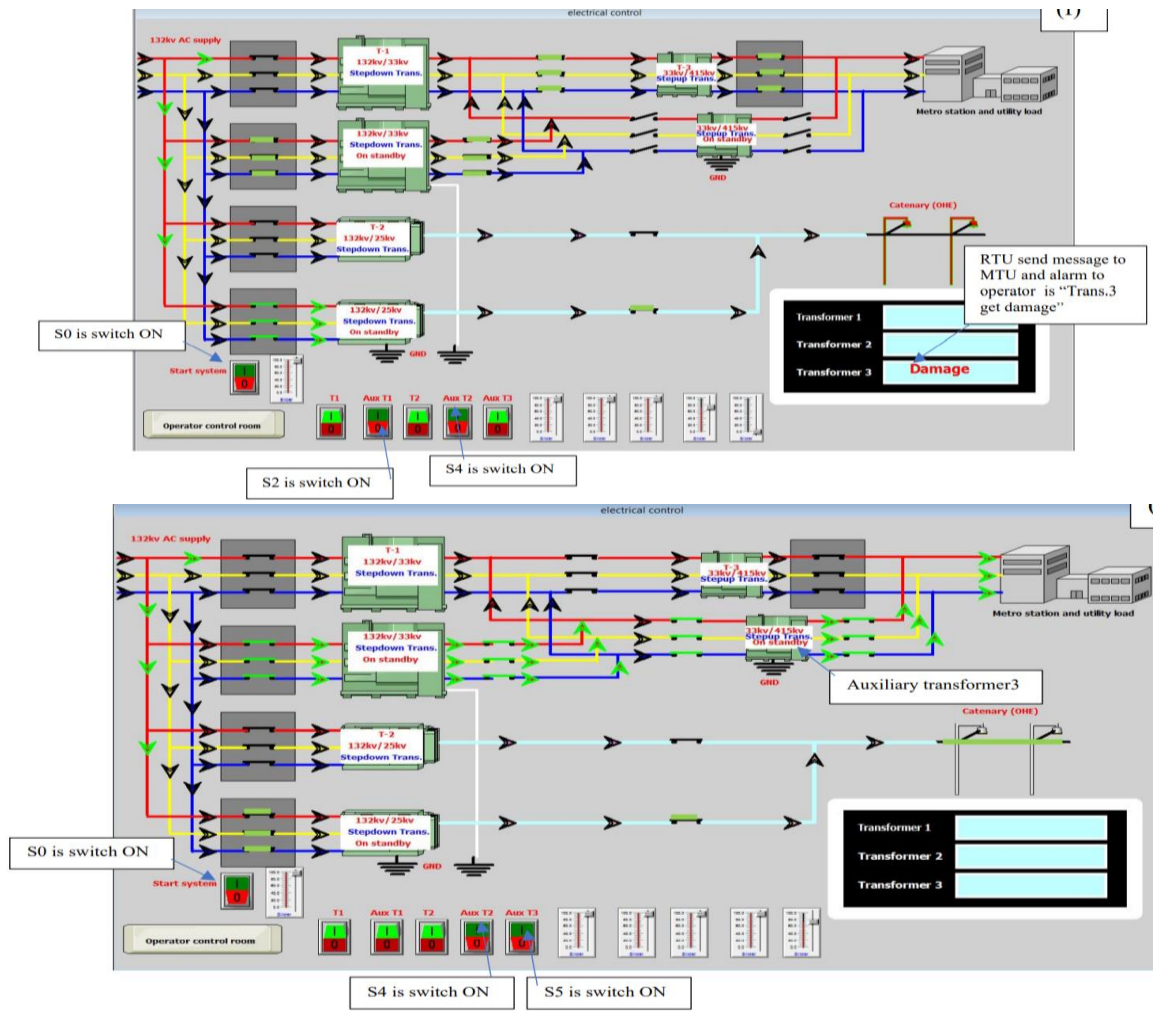 electrical control
(1)
132kv AC supply
T-1
132kv/33kv
Stepdown Trans.
T-3
33kv/415kv
Stepup Trans.
Metro station and utility load
132kv/33kv
Stepdown Trans.
On standby
33kv/415kv
Stepup Trans.
On standby
GND
T-2
132kv/25kv
Stepdown Trans.
Catenary (OHE)
RTU send message to
MTU and alarm to
operator is “Trans.3
get damage”
132kv/25kv
Stepdown Trans.
On standby
GND
S0 is switch ON
Start system
Transformer 1
Transformer 2
Transformer 3
Damage
T1
Aux T1
T2
Aux T2
Aux T3
Operator control room
S4 is switch ON
S2 is switch ON
electrical control
132kv AC supply
T-1
132kv/33kv
Stepdown Trans.
T-3
33kv/415kv
Stepup Trans.
Metro station and utility load
132kv/33kv
Stepdown Trans.
On standby
33kv/415kv
Stepup Trans.
On standby
GND
Auxiliary transformer3
T-2
132kv/25kv
Stepdown Trans.
Catenary (OHE)
132kv/25kv
Stepdown Trans.
On standby
GND
S0 is switch ON
Start system
Transformer 1
Transformer 2
Transformer 3
T1
Aux T1
T2
Aux T2
Aux T3
Operator control room
S4 is switch ON
S5 is switch ON